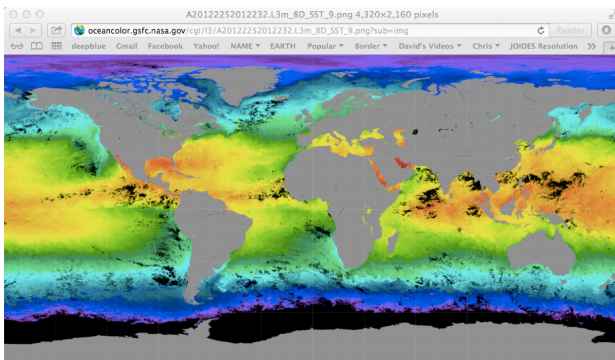 A20122252012232.L3m_8D_SST_9.png 4,320×2,160 pixels
oceancolor.gsfc.nasa.gov/cgi/l3/A20122252012232.L3m_8D_SST_9.png?sub=img Reader
deepblue Gmail Facebook Yahoo! NAME ▼ EARTH Popular ▼ Border ▼ David's Videos ▼ Chris ▼ JOIDES Resolution